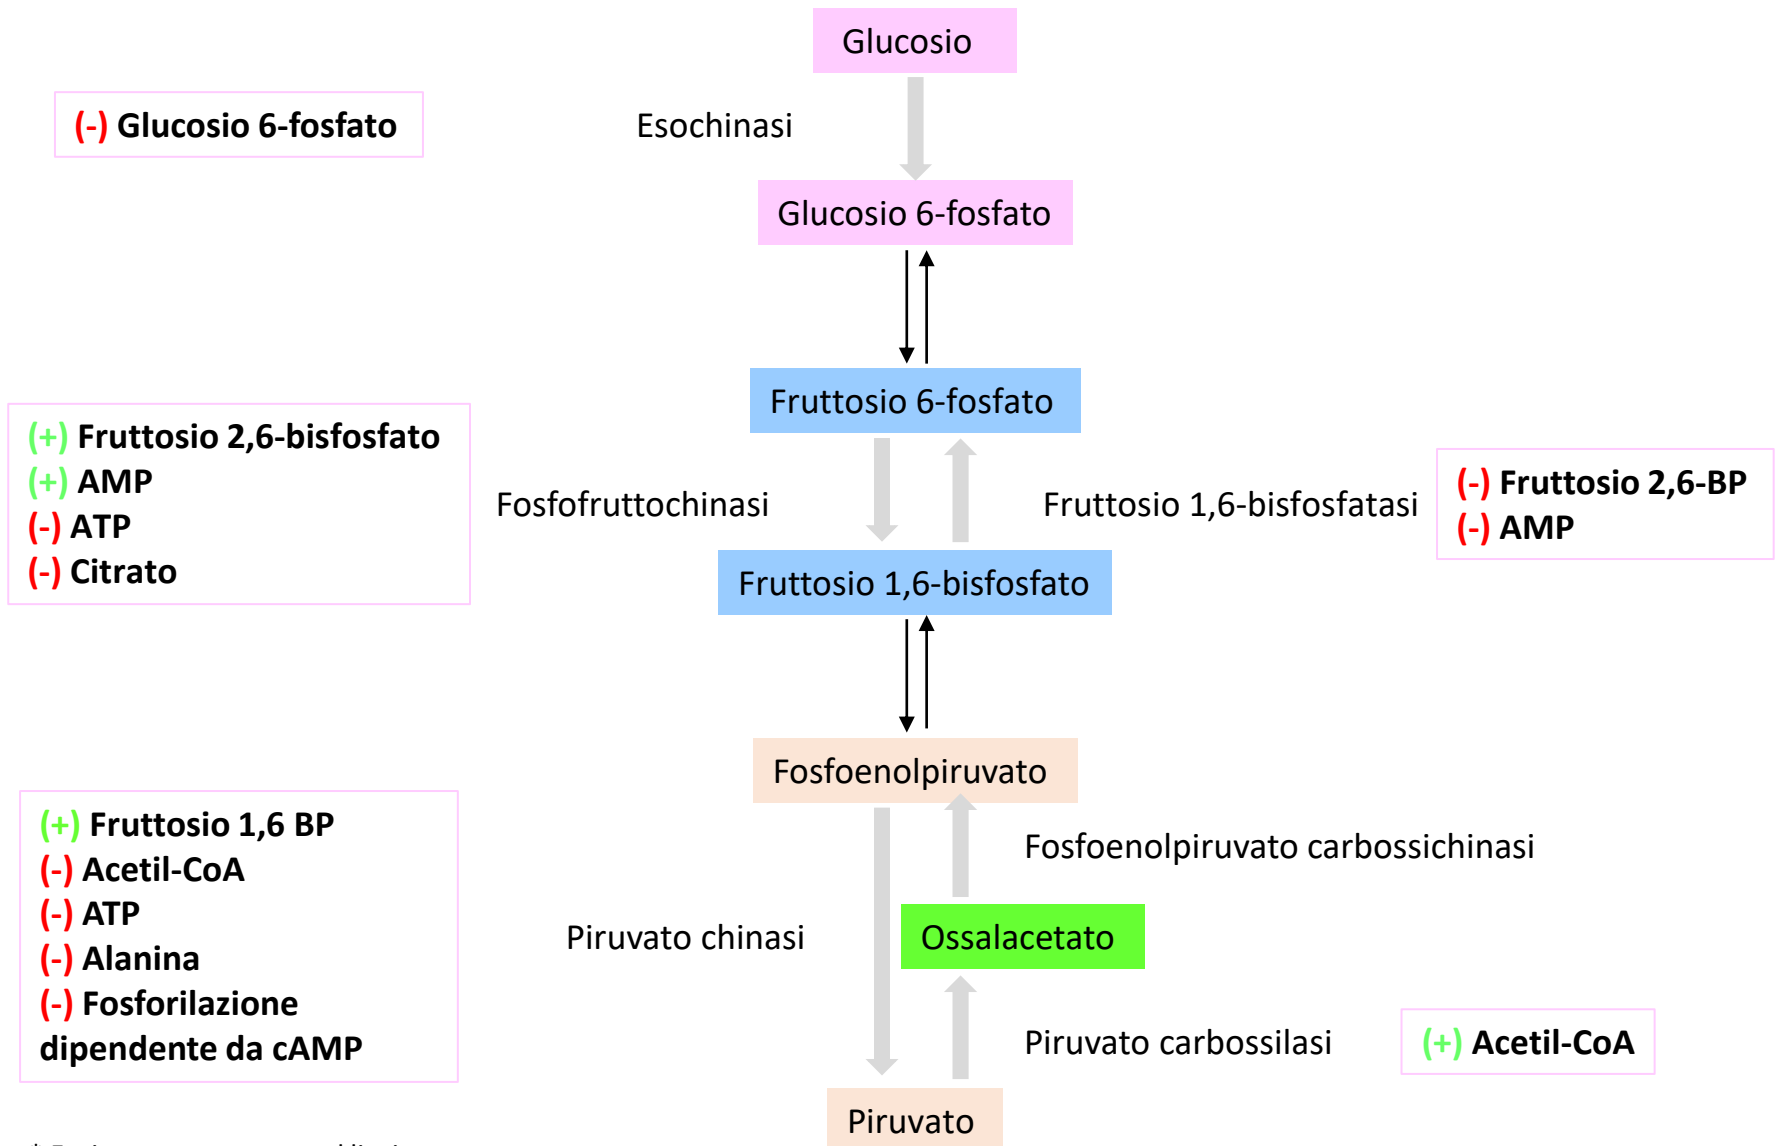 Glucosio
(-) Glucosio 6-fosfato
Esochinasi
Glucosio 6-fosfato
Fruttosio 6-fosfato
(+) Fruttosio 2,6-bisfosfato
(+) AMP
(-) ATP
(-) Citrato
Fosfofruttochinasi
Fruttosio 1,6-bisfosfatasi
(-) Fruttosio 2,6-BP
(-) AMP
Fruttosio 1,6-bisfosfato
Fosfoenolpiruvato
(+) Fruttosio 1,6 BP
(-) Acetil-CoA
(-) ATP
(-) Alanina
(-) Fosforilazione
dipendente da cAMP
Fosfoenolpiruvato carbossichinasi
Piruvato chinasi
Ossalacetato
Piruvato carbossilasi
(+) Acetil-CoA
Piruvato